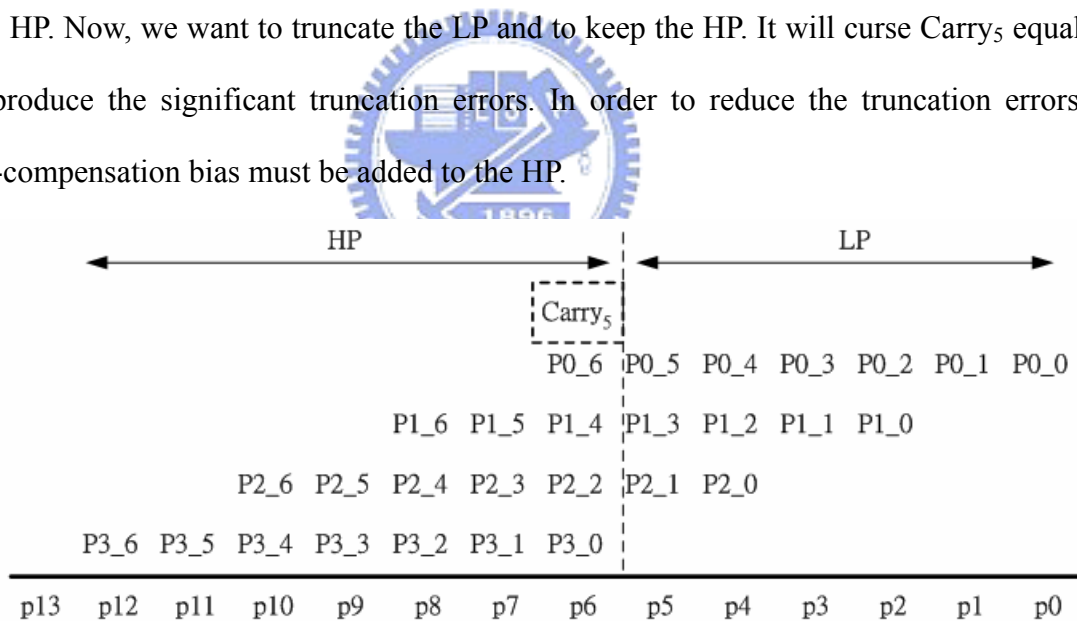 HP. Now, we want to truncate the LP and to keep the HP. It will curse Carry₅ equal
produce the significant truncation errors. In order to reduce the truncation errors
-compensation bias must be added to the HP.
1896
HP LP
Carry₅
P0_6 P0_5 P0_4 P0_3 P0_2 P0_1 P0_0
P1_6 P1_5 P1_4 P1_3 P1_2 P1_1 P1_0
P2_6 P2_5 P2_4 P2_3 P2_2 P2_1 P2_0
P3_6 P3_5 P3_4 P3_3 P3_2 P3_1 P3_0
p13 p12 p11 p10 p9 p8 p7 p6 p5 p4 p3 p2 p1 p0